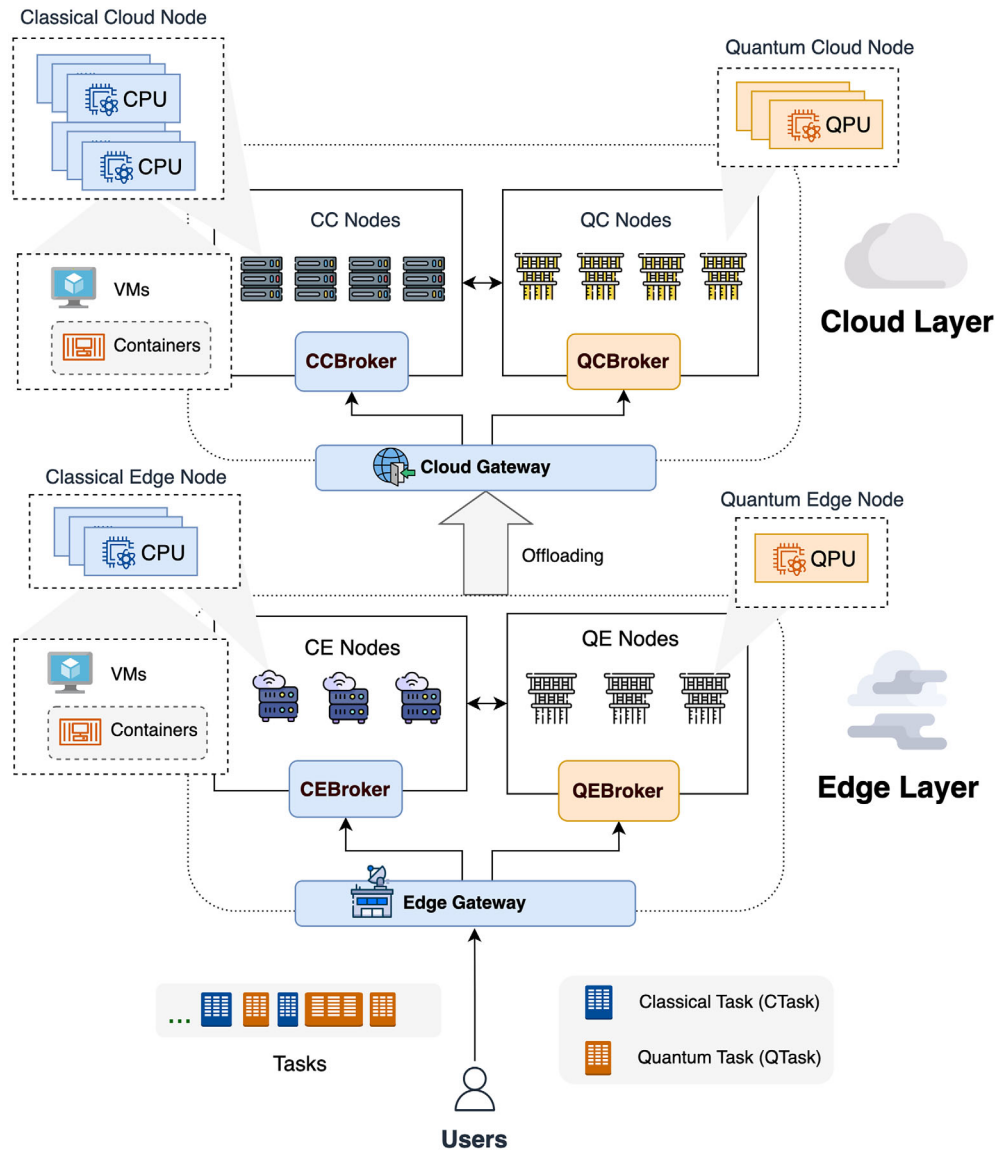 Classical Cloud Node
Quantum Cloud Node
CPU
CPU
QPU
CC Nodes
QC Nodes
VMs
Containers
CCBroker
QCBroker
Cloud Layer
Cloud Gateway
Classical Edge Node
Quantum Edge Node
CPU
Offloading
QPU
CE Nodes
QE Nodes
VMs
Containers
CEBroker
QEBroker
Edge Layer
Edge Gateway
...
Tasks
Classical Task (CTask)
Quantum Task (QTask)
Users